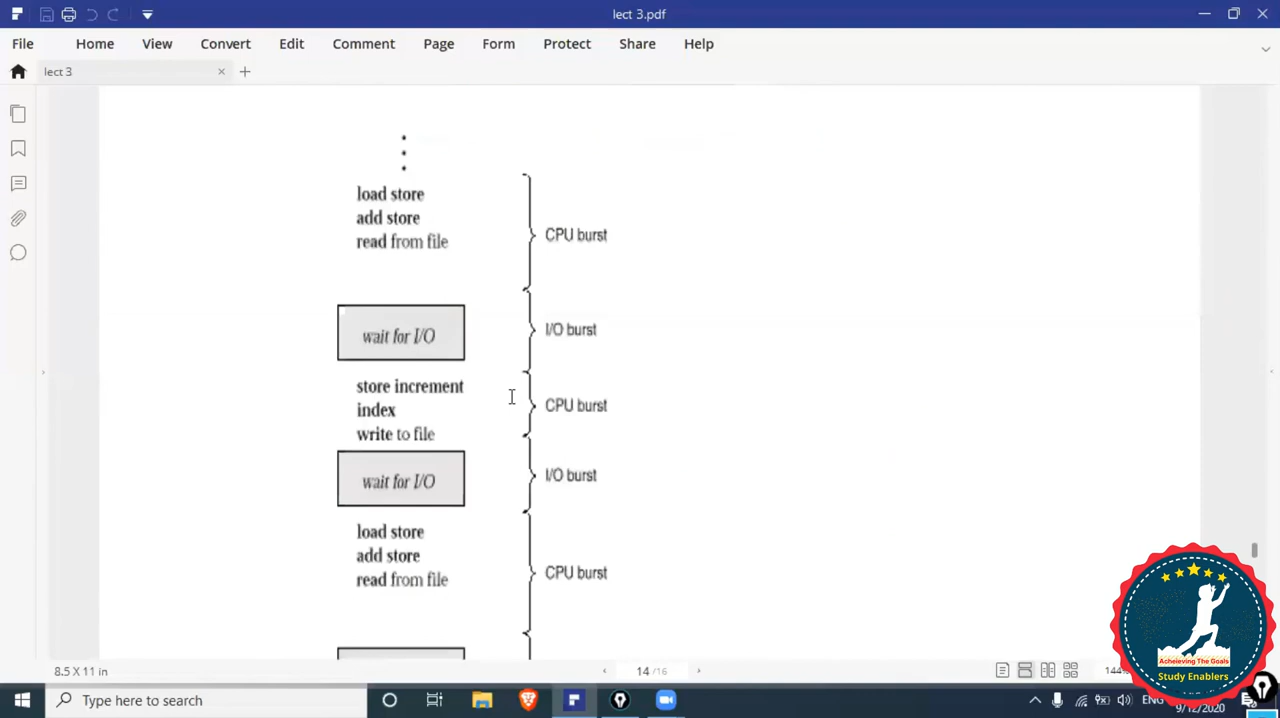 lect 3.pdf
File Home View Convert Edit Comment Page Form Protect Share Help
lect 3
load store
add store
read from file
CPU burst
wait for I/O
I/O burst
store increment
index
write to file
CPU burst
wait for I/O
I/O burst
load store
add store
read from file
CPU burst
Acheieving The Goals
Study Enablers
8.5 X 11 in
14 /16
144%
Type here to search
ENG
9/12/2020